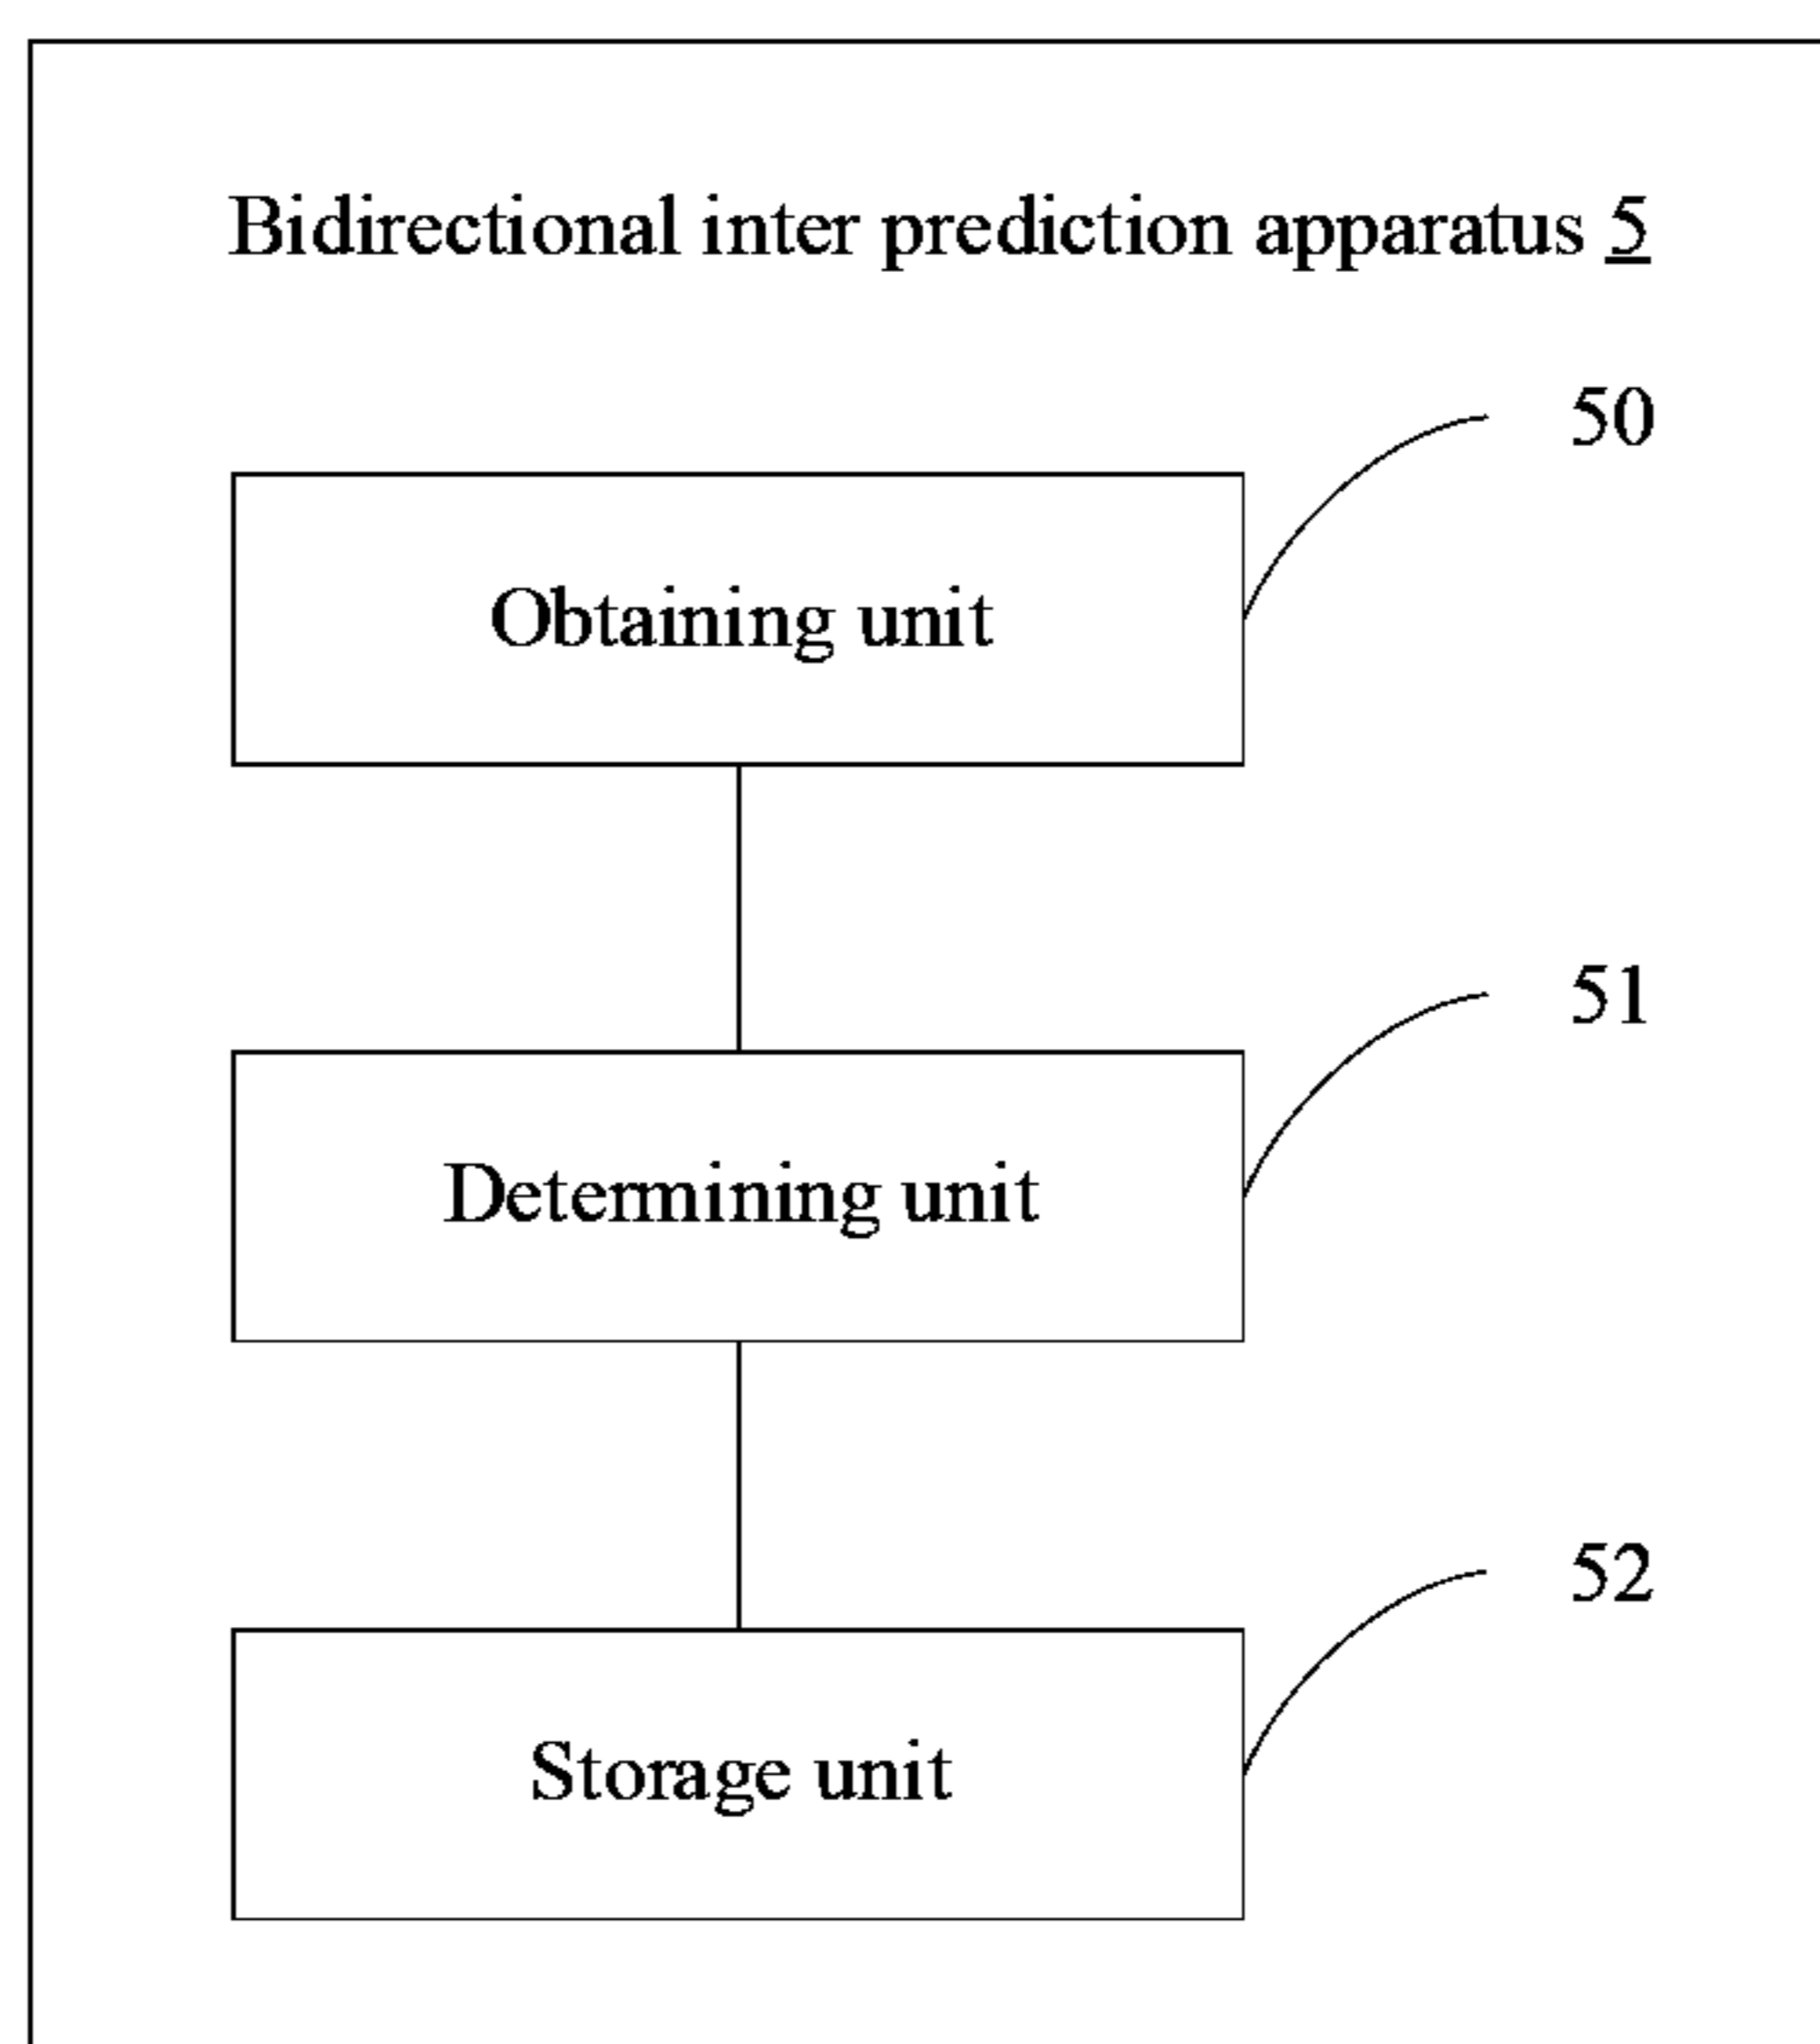 Bidirectional inter prediction apparatus 5
50
Obtaining unit
51
Determining unit
52
Storage unit